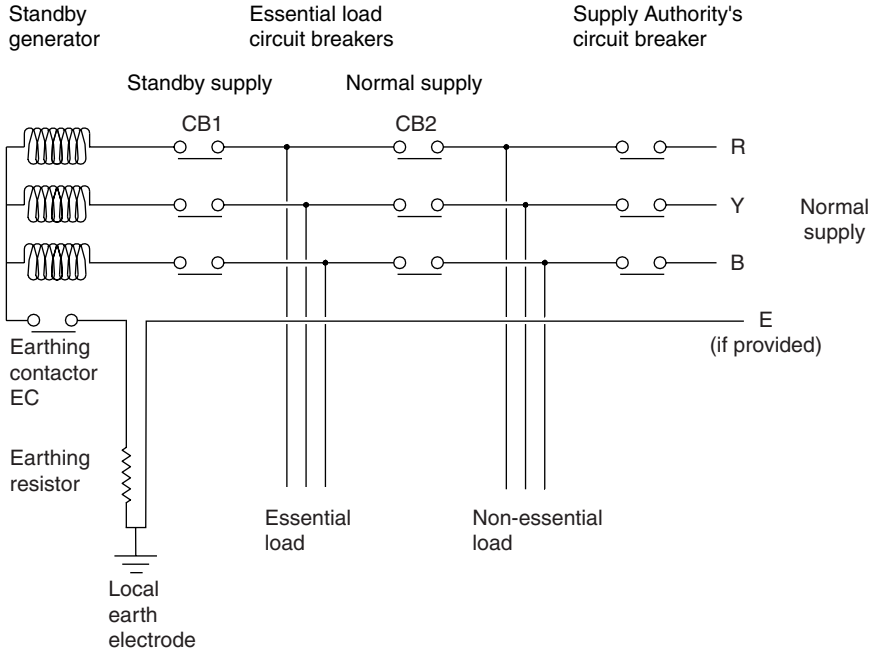 Standby
generator
Essential load
circuit breakers
Supply Authority's
circuit breaker
Standby supply
Normal supply
CB1
CB2
R
Y
Normal
supply
B
E
(if provided)
Earthing
contactor
EC
Earthing
resistor
Essential
load
Non-essential
load
Local
earth
electrode